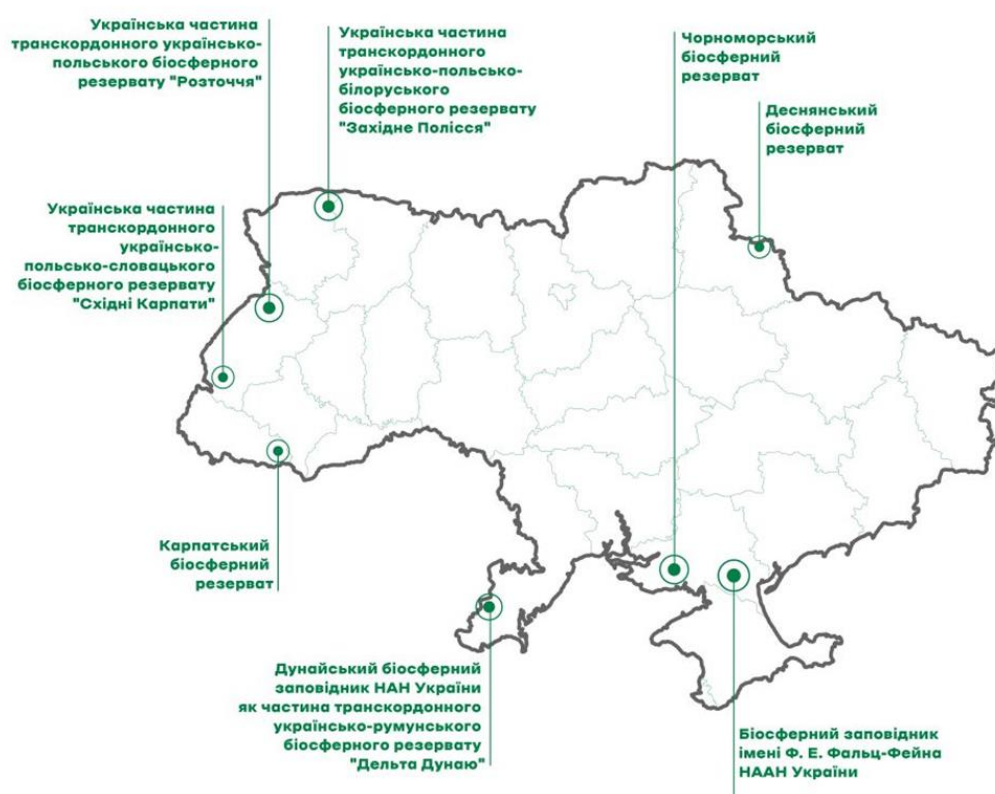 Українська частина
транскордонного українсько-
польського біосферного
резервату "Розточчя"
Українська частина
транскордонного
українсько-польсько-
білоруського
біосферного резервату
"Західне Полісся"
Чорноморський
біосферний
резерват
Деснянський
біосферний
резерват
Українська частина
транскордонного
українсько-
польсько-словацького
біосферного резервату
"Східні Карпати"
Карпатський
біосферний
резерват
Дунайський біосферний
заповідник НАН України
як частина транскордонного
українсько-румунського
біосферного резервату
"Дельта Дунаю"
Біосферний заповідник
імені Ф. Е. Фальц-Фейна
НААН України